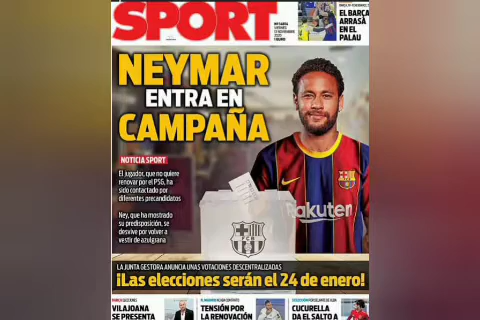 SPORT
EL BARÇA
ARRASA
EN EL
PALAU
NEYMAR
ENTRA EN
CAMPAÑA
NOTICIA SPORT
El jugador, que no quiere
renovar por el PSG, ha
sido contactado por
diferentes precandidatos
Ney, que ha mostrado
su predisposición, se
desvive por volver a
vestir de azulgrana
Rakuten
FCB
LA JUNTA GESTORA ANUNCIA UNAS VOTACIONES DESCENTRALIZADAS
¡Las elecciones serán el 24 de enero!
VILAJOANA
SE PRESENTA
TENSIÓN POR
LA RENOVACIÓN
CUCURELLA
DA EL SALTO A